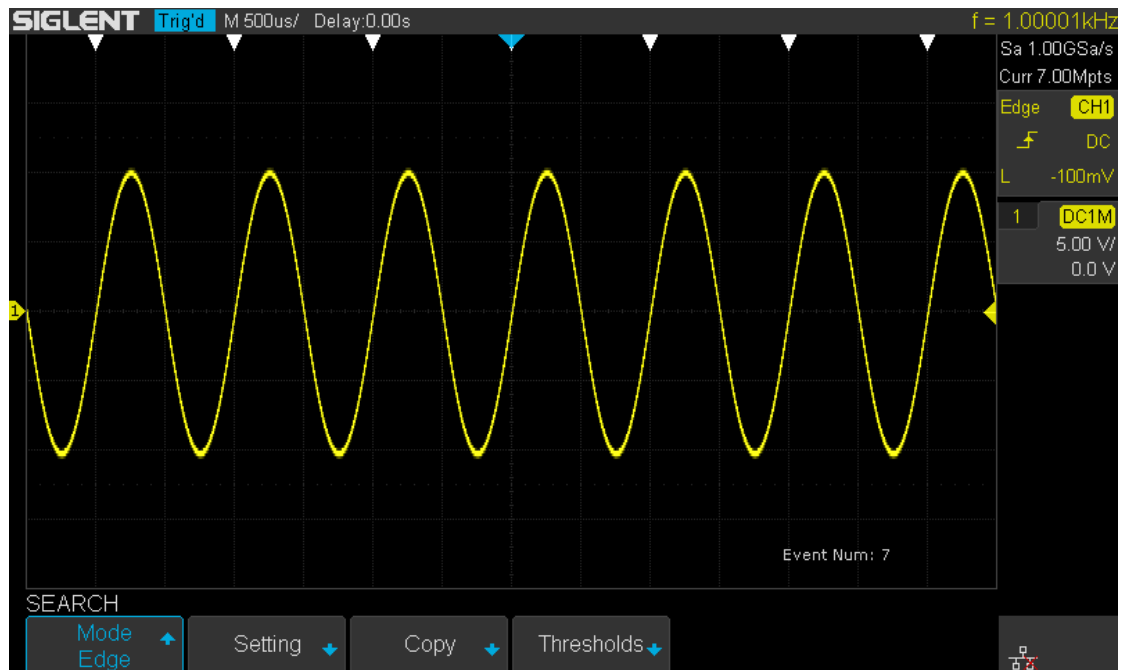 SIGLENT Trig'd M 500us/ Delay:0.00s f = 1.00001kHz
Sa 1.00GSa/s
Curr 7.00Mpts
Edge CH1
DC
L -100mV
1 DC1M
5.00 V/
0.0 V
1
Event Num: 7
SEARCH
Mode
Edge
Setting
Copy
Thresholds